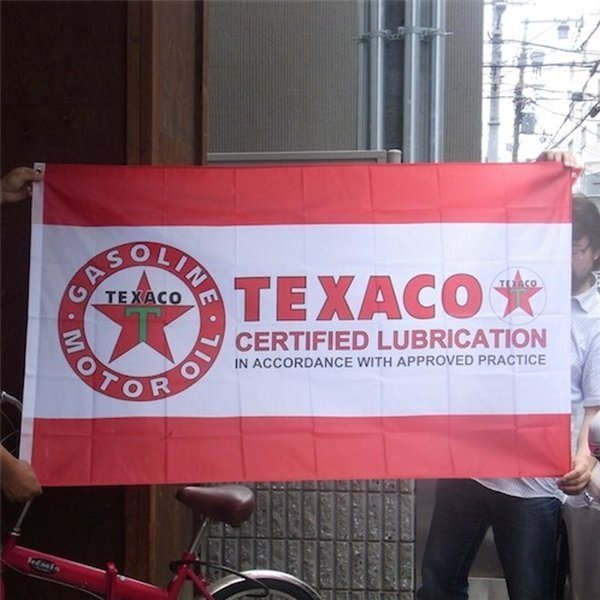 GASOLINE
TEXACO
T
MOTOR OIL
TEXACO
TEXACO
T
CERTIFIED LUBRICATION
IN ACCORDANCE WITH APPROVED PRACTICE